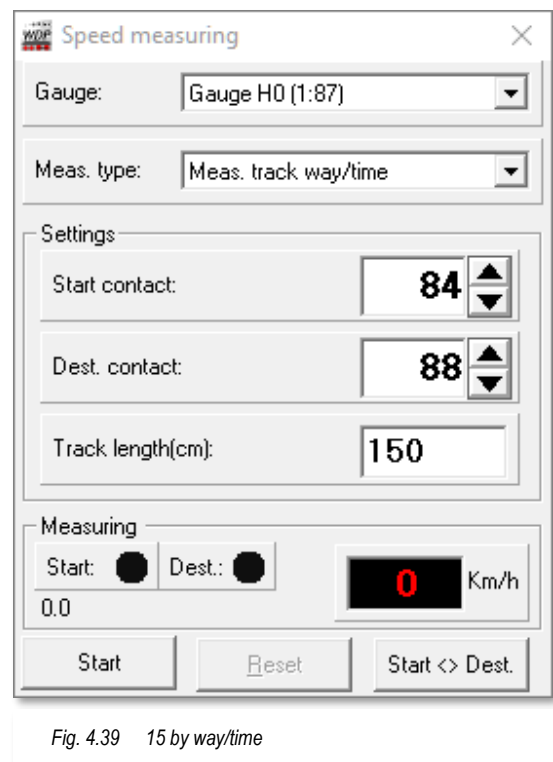 WDP Speed measuring
Gauge: Gauge H0 (1:87)
Meas. type: Meas. track way/time
Settings
Start contact: 84
Dest. contact: 88
Track length(cm): 150
Measuring
Start: Dest.:
0 Km/h
0.0
Start Reset Start <> Dest.
Fig. 4.39 15 by way/time